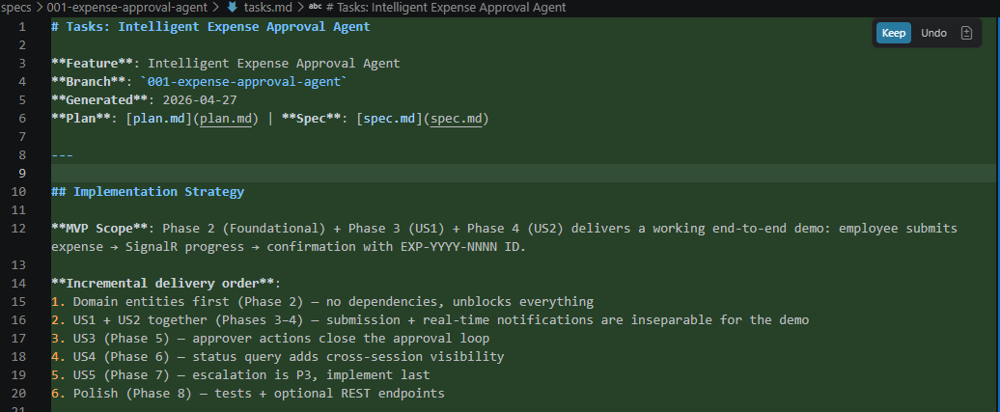 specs > 001-expense-approval-agent > tasks.md > abc # Tasks: Intelligent Expense Approval Agent
Keep Undo
1 # Tasks: Intelligent Expense Approval Agent
2
3 **Feature**: Intelligent Expense Approval Agent
4 **Branch**: `001-expense-approval-agent`
5 **Generated**: 2026-04-27
6 **Plan**: [plan.md](plan.md) | **Spec**: [spec.md](spec.md)
7
8 ---
9
10 ## Implementation Strategy
11
12 **MVP Scope**: Phase 2 (Foundational) + Phase 3 (US1) + Phase 4 (US2) delivers a working end-to-end demo: employee submits
expense → SignalR progress → confirmation with EXP-YYYY-NNNN ID.
13
14 **Incremental delivery order**:
15 1. Domain entities first (Phase 2) — no dependencies, unblocks everything
16 2. US1 + US2 together (Phases 3–4) — submission + real-time notifications are inseparable for the demo
17 3. US3 (Phase 5) — approver actions close the approval loop
18 4. US4 (Phase 6) — status query adds cross-session visibility
19 5. US5 (Phase 7) — escalation is P3, implement last
20 6. Polish (Phase 8) — tests + optional REST endpoints
21